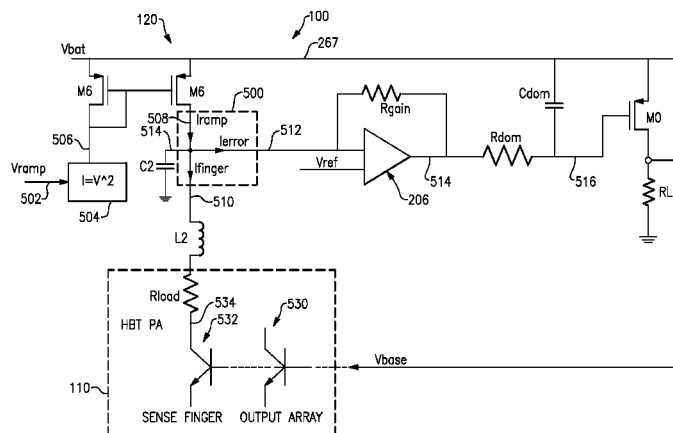 120
100
Vbat
267
M6
M6
508
500
Iramp
506
514
Ierror
512
C2
Ifinger
Rgain
Cdom
M0
Vramp
502
I=V^2
504
510
Vref
206
514
Rdom
516
RL
L2
Rload
534
530
HBT PA
532
110
Vbase
SENSE FINGER
OUTPUT ARRAY